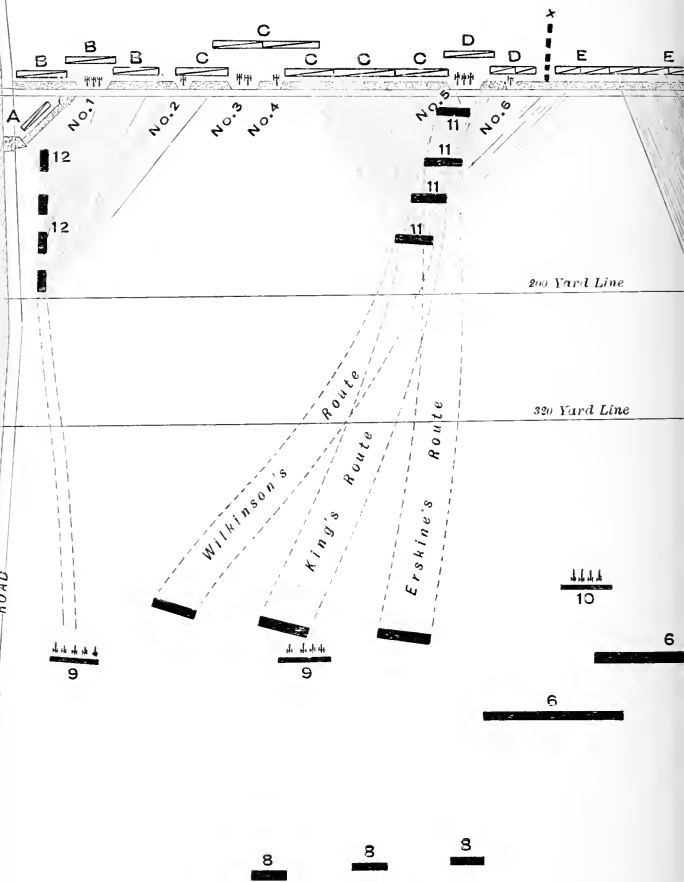 x
C
B
D
B
B
C
C
C
C
D
E
E
A
No.1
No.2
No.3
No.4
No.5
No.6
11
12
11
11
12
11
200 Yard Line
320 Yard Line
Wilkinson's Route
King's Route
Erskine's Route
ROAD
10
9
9
6
6
8
8
8